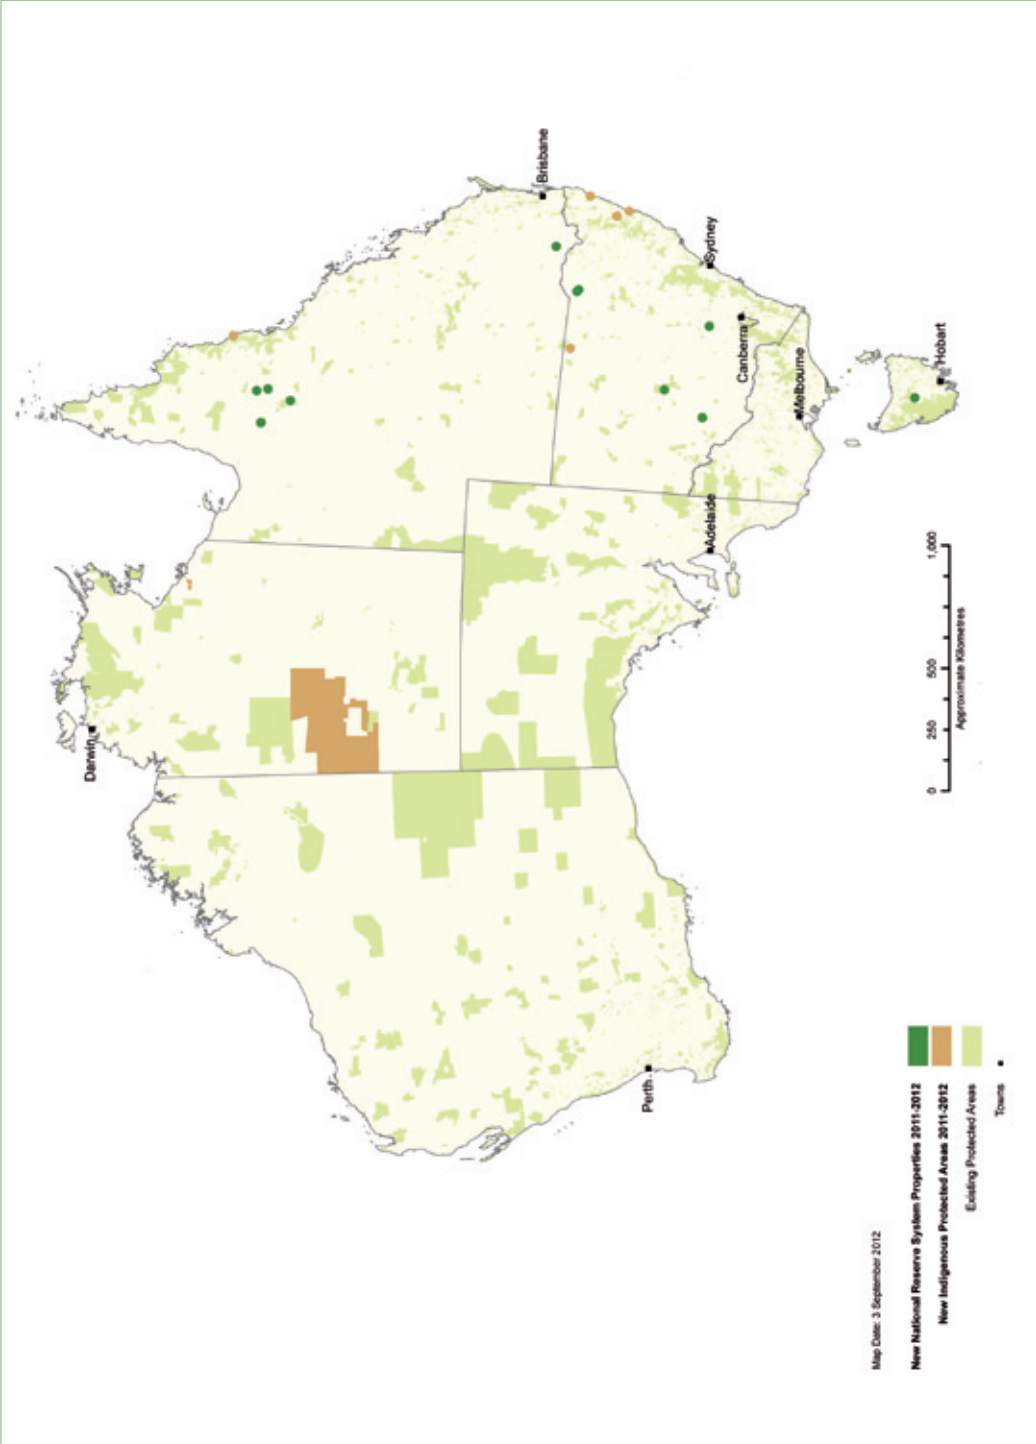 Darwin
Brisbane
Perth
Adelaide
Sydney
Canberra
Melbourne
Hobart
0 250 500 1,000
Approximate Kilometres
Map Date: 3 September 2012
New National Reserve System Properties 2011-2012
New Indigenous Protected Areas 2011-2012
Existing Protected Areas
Towns